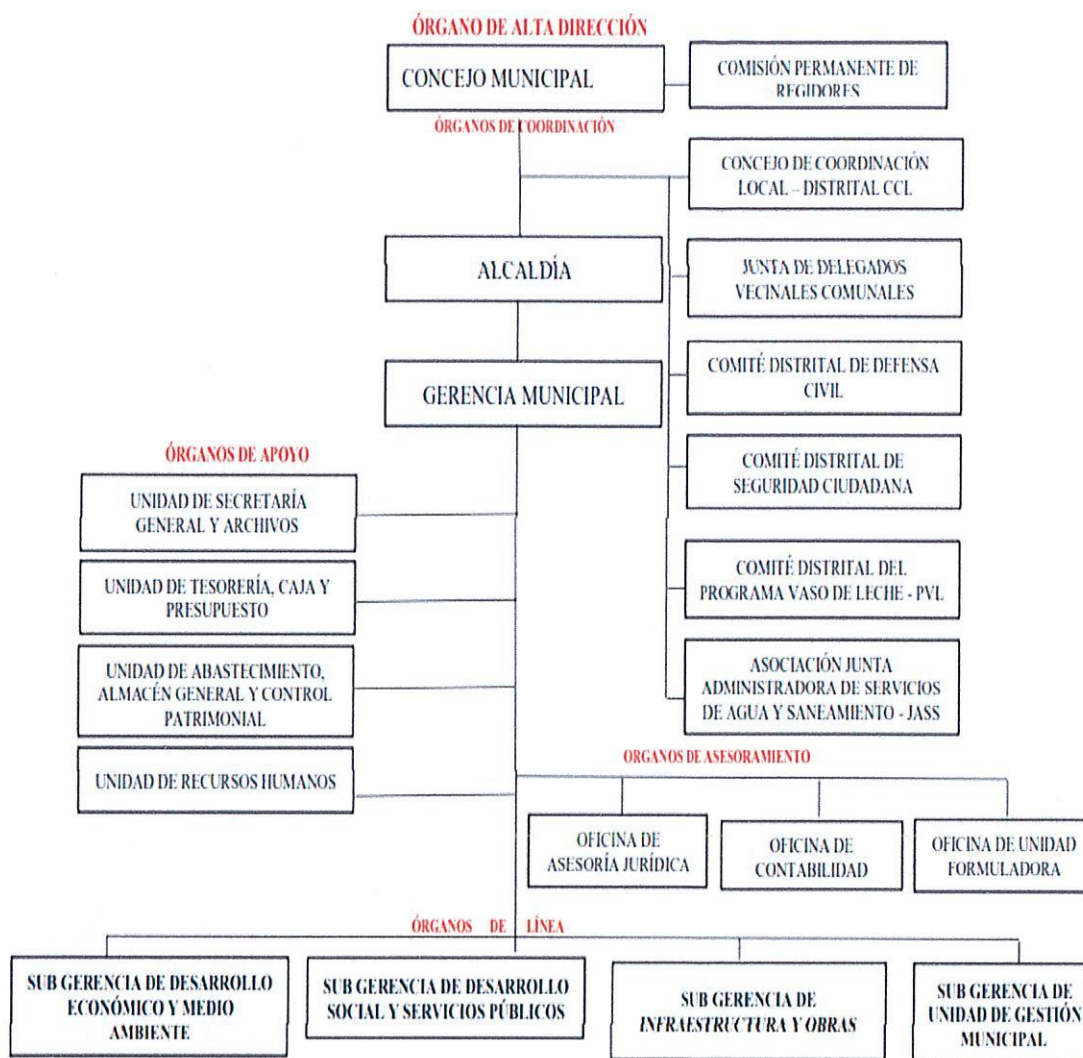 ÓRGANO DE ALTA DIRECCIÓN
CONCEJO MUNICIPAL
COMISIÓN PERMANENTE DE
REGIDORES
ÓRGANOS DE COORDINACIÓN
CONCEJO DE COORDINACIÓN
LOCAL – DISTRITAL CCL
ALCALDÍA
JUNTA DE DELEGADOS
VECINALES COMUNALES
GERENCIA MUNICIPAL
COMITÉ DISTRITAL DE DEFENSA
CIVIL
ÓRGANOS DE APOYO
COMITÉ DISTRITAL DE
SEGURIDAD CIUDADANA
UNIDAD DE SECRETARÍA
GENERAL Y ARCHIVOS
COMITÉ DISTRITAL DEL
PROGRAMA VASO DE LECHE - PVL
UNIDAD DE TESORERÍA, CAJA Y
PRESUPUESTO
ASOCIACIÓN JUNTA
ADMINISTRADORA DE SERVICIOS
DE AGUA Y SANEAMIENTO - JASS
UNIDAD DE ABASTECIMIENTO,
ALMACÉN GENERAL Y CONTROL
PATRIMONIAL
UNIDAD DE RECURSOS HUMANOS
ORGANOS DE ASESORAMIENTO
OFICINA DE
ASESORÍA JURÍDICA
OFICINA DE
CONTABILIDAD
OFICINA DE UNIDAD
FORMULADORA
ÓRGANOS DE LÍNEA
SUB GERENCIA DE DESARROLLO
ECONÓMICO Y MEDIO
AMBIENTE
SUB GERENCIA DE DESARROLLO
SOCIAL Y SERVICIOS PÚBLICOS
SUB GERENCIA DE
INFRAESTRUCTURA Y OBRAS
SUB GERENCIA DE
UNIDAD DE GESTIÓN
MUNICIPAL